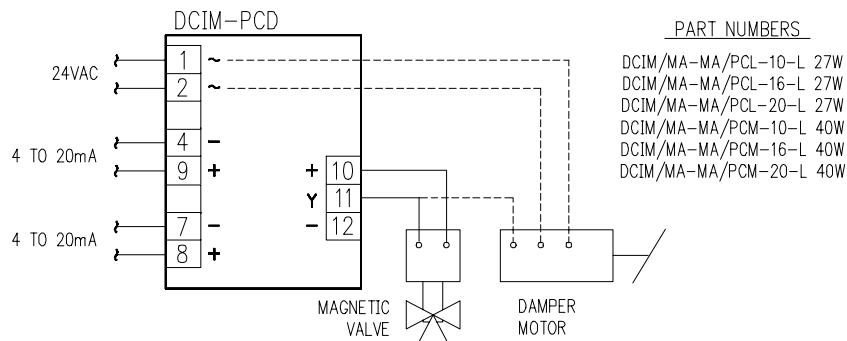 DCIM-PCD
PART NUMBERS
24VAC
1 ~
2 ~
DCIM/MA-MA/PCL-10-L 27W
DCIM/MA-MA/PCL-16-L 27W
DCIM/MA-MA/PCL-20-L 27W
DCIM/MA-MA/PCM-10-L 40W
DCIM/MA-MA/PCM-16-L 40W
DCIM/MA-MA/PCM-20-L 40W
4 TO 20mA
4 -
9 +
+ 10
Y 11
- 12
4 TO 20mA
7 -
8 +
MAGNETIC
VALVE
DAMPER
MOTOR